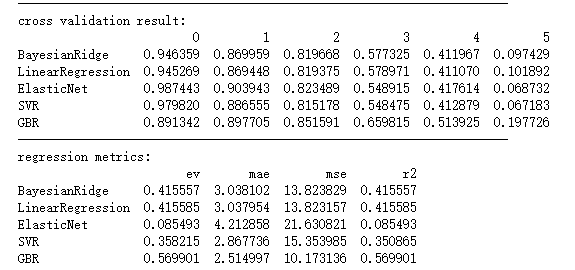 cross validation result:
0 1 2 3 4 5
BayesianRidge 0.946359 0.869959 0.819668 0.577325 0.411967 0.097429
LinearRegression 0.945269 0.869448 0.819375 0.578971 0.411070 0.101892
ElasticNet 0.987443 0.903943 0.823489 0.548915 0.417614 0.068732
SVR 0.979820 0.886555 0.815178 0.548475 0.412879 0.067183
GBR 0.891342 0.897705 0.851591 0.659815 0.513925 0.197726
regression metrics:
ev mae mse r2
BayesianRidge 0.415557 3.038102 13.823829 0.415557
LinearRegression 0.415585 3.037954 13.823157 0.415585
ElasticNet 0.085493 4.212858 21.630821 0.085493
SVR 0.358215 2.867736 15.353985 0.350865
GBR 0.569901 2.514997 10.173136 0.569901